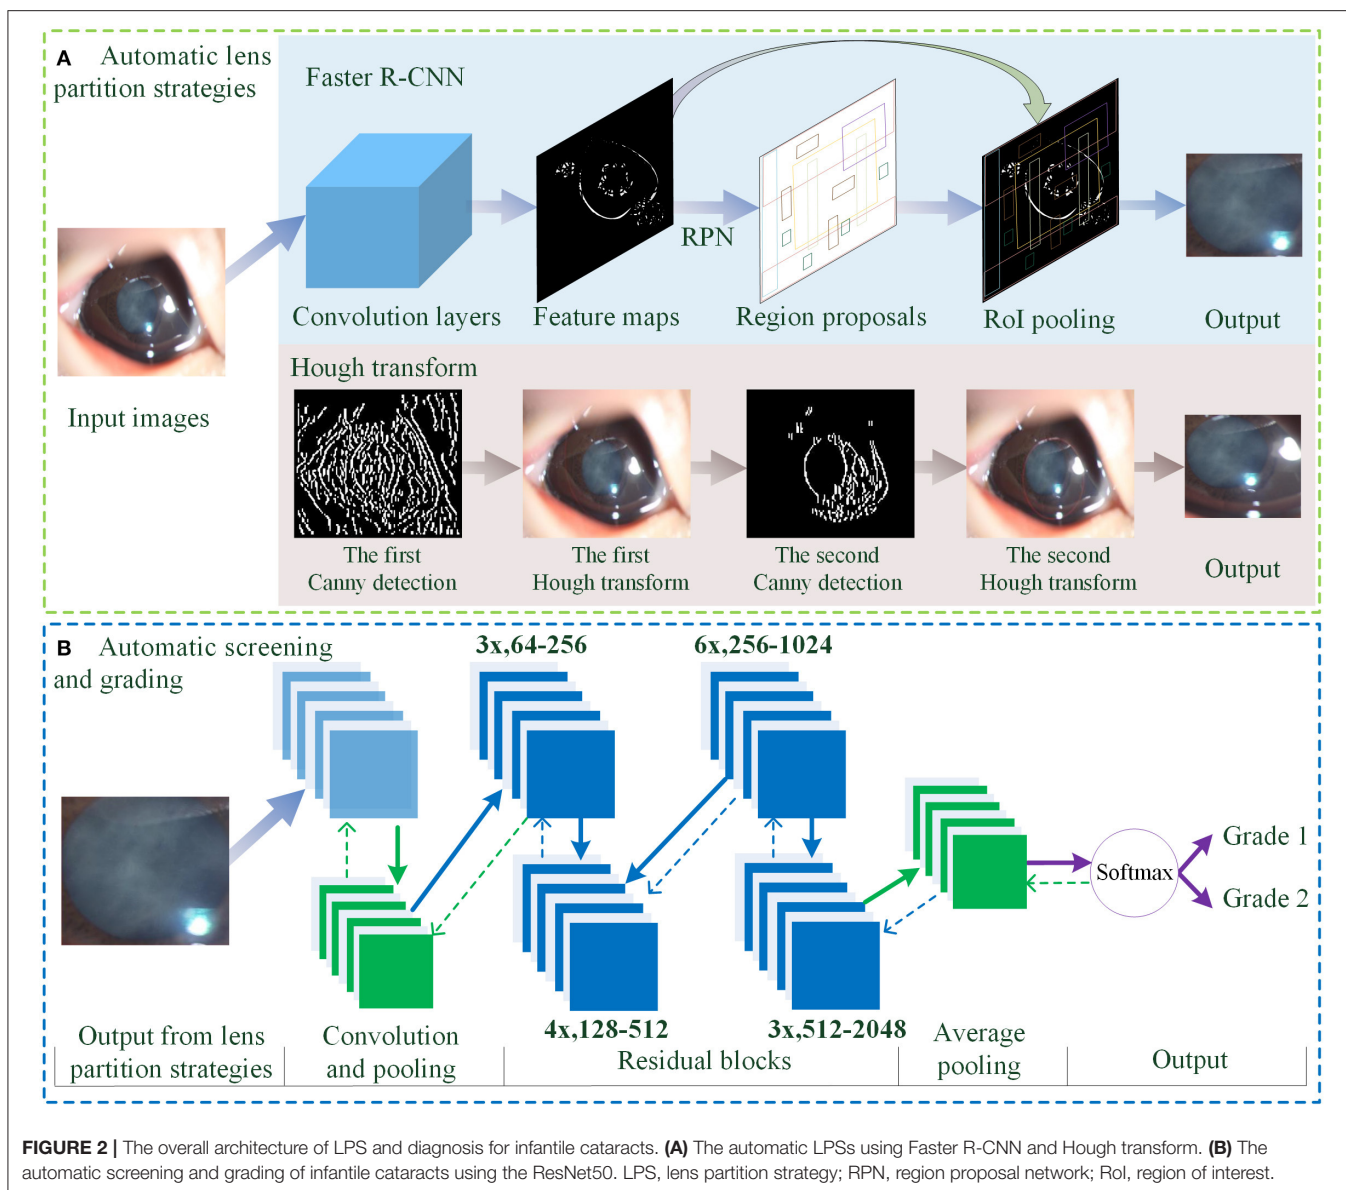 A Automatic lens
partition strategies
Faster R-CNN
RPN
Convolution layers
Feature maps
Region proposals
RoI pooling
Output
Input images
Hough transform
The first
Canny detection
The first
Hough transform
The second
Canny detection
The second
Hough transform
Output
B Automatic screening
and grading
3x,64-256
6x,256-1024
4x,128-512
3x,512-2048
Softmax
Grade 1
Grade 2
Output from lens
partition strategies
Convolution
and pooling
Residual blocks
Average
pooling
Output
FIGURE 2 | The overall architecture of LPS and diagnosis for infantile cataracts. (A) The automatic LPSs using Faster R-CNN and Hough transform. (B) The
automatic screening and grading of infantile cataracts using the ResNet50. LPS, lens partition strategy; RPN, region proposal network; RoI, region of interest.